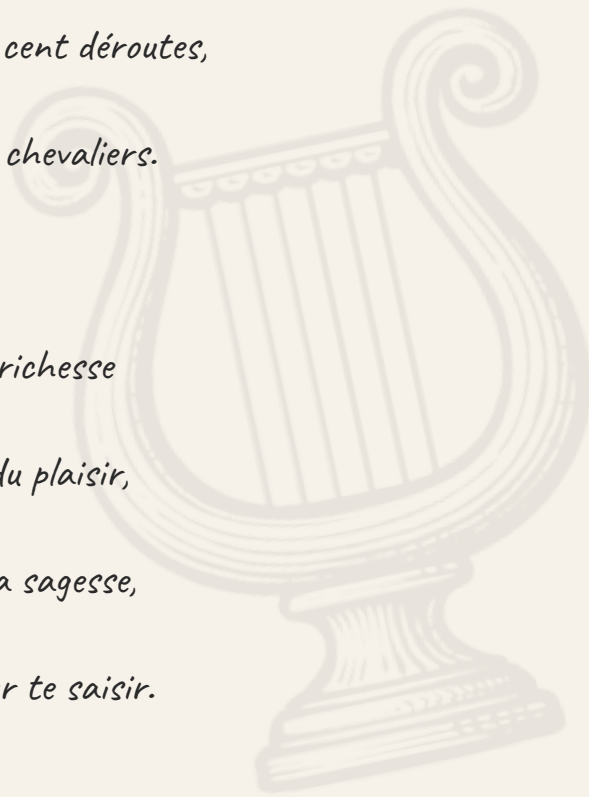 cent déroutes,
chevaliers.
richesse
du plaisir,
sagesse,
te saisir.